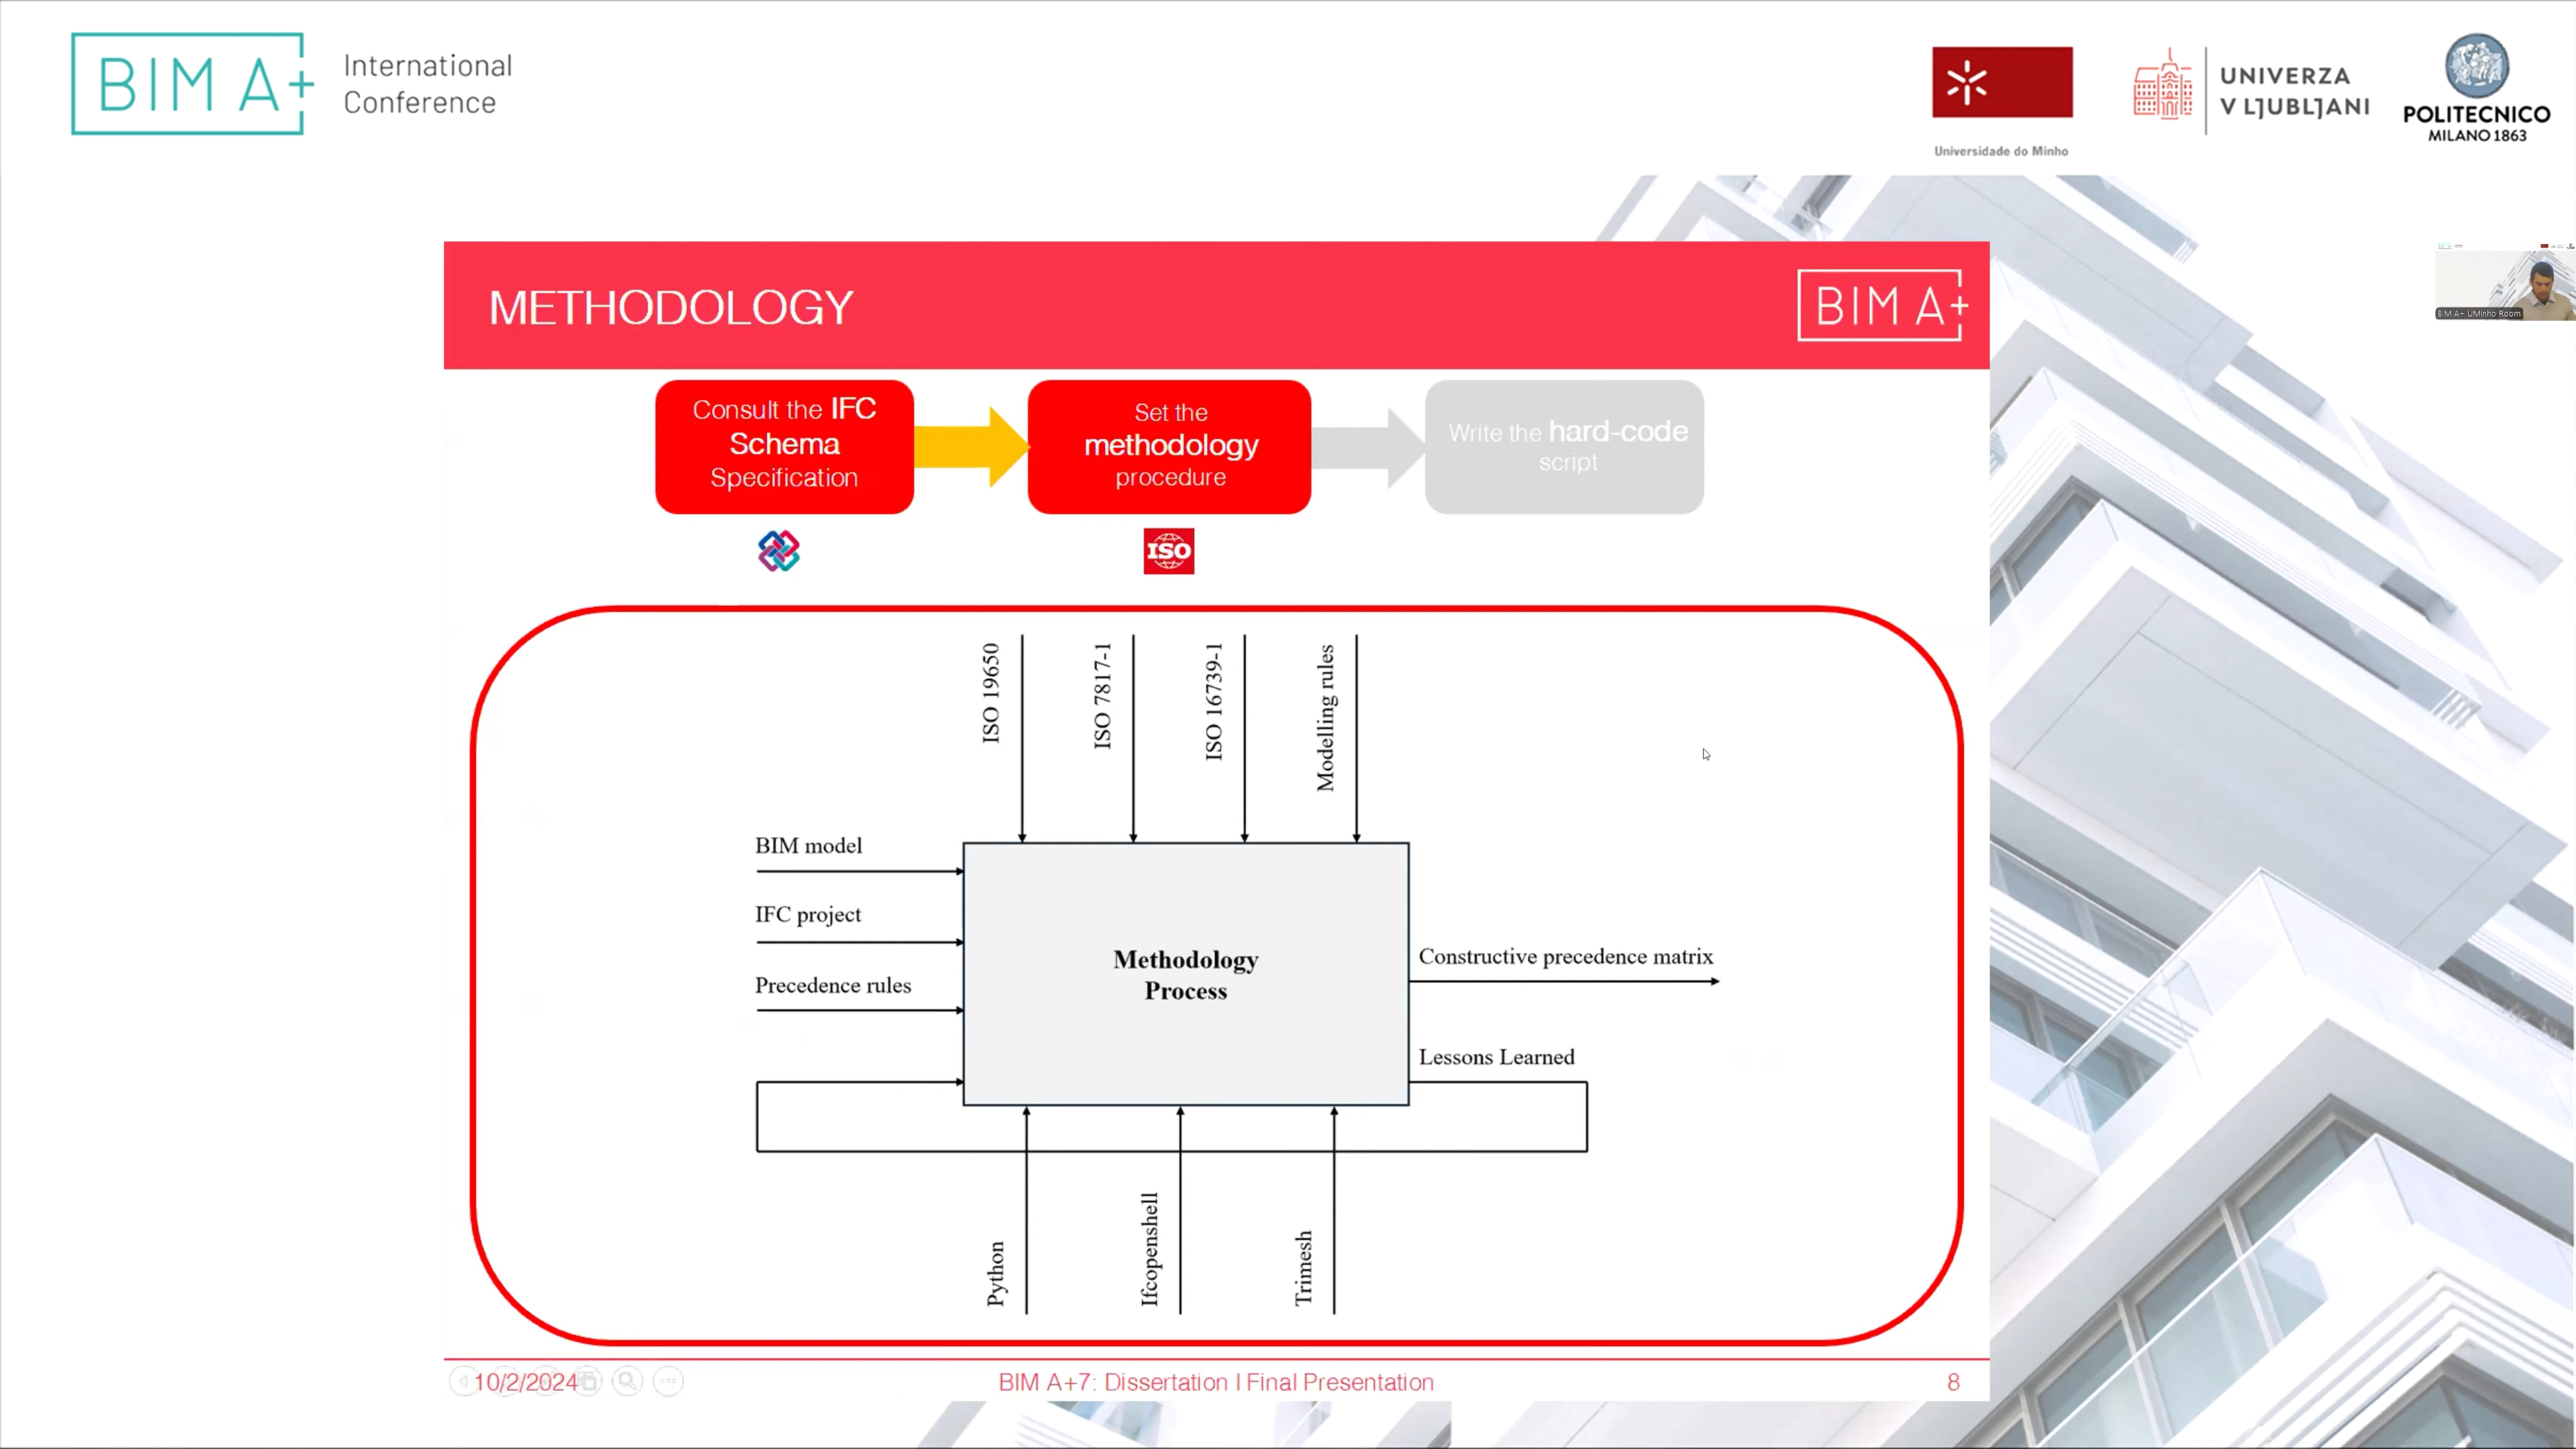 BIM A+
International
Conference
Universidade do Minho
UNIVERZA
V LJUBLJANI
POLITECNICO
MILANO 1863
BIM A+ UMinho Room
METHODOLOGY
BIM A+
Consult the IFC
Schema
Specification
Set the
methodology
procedure
Write the hard-code
script
ISO
ISO 19650
ISO 7817-1
ISO 16739-1
Modelling rules
BIM model
IFC project
Precedence rules
Methodology
Process
Constructive precedence matrix
Lessons Learned
Python
Ifcopenshell
Trimesh
10/2/2024
BIM A+7: Dissertation I Final Presentation
8